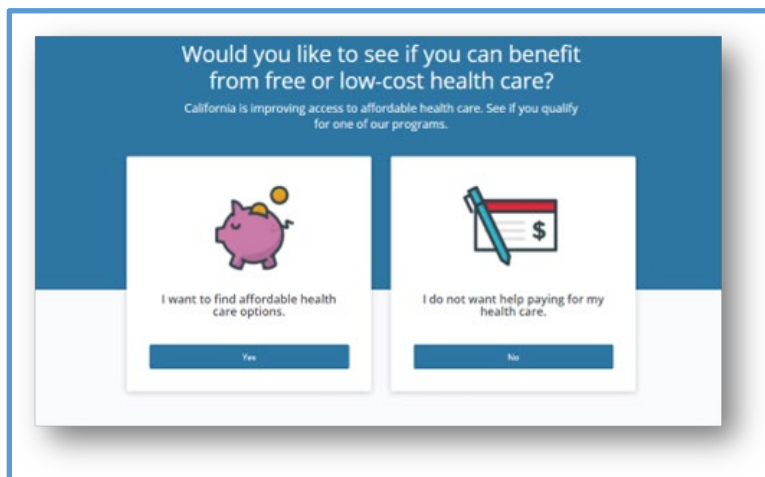 Would you like to see if you can benefit
from free or low-cost health care?
California is improving access to affordable health care. See if you qualify
for one of our programs.
$
I want to find affordable health
care options.
Yes
I do not want help paying for my
health care.
No